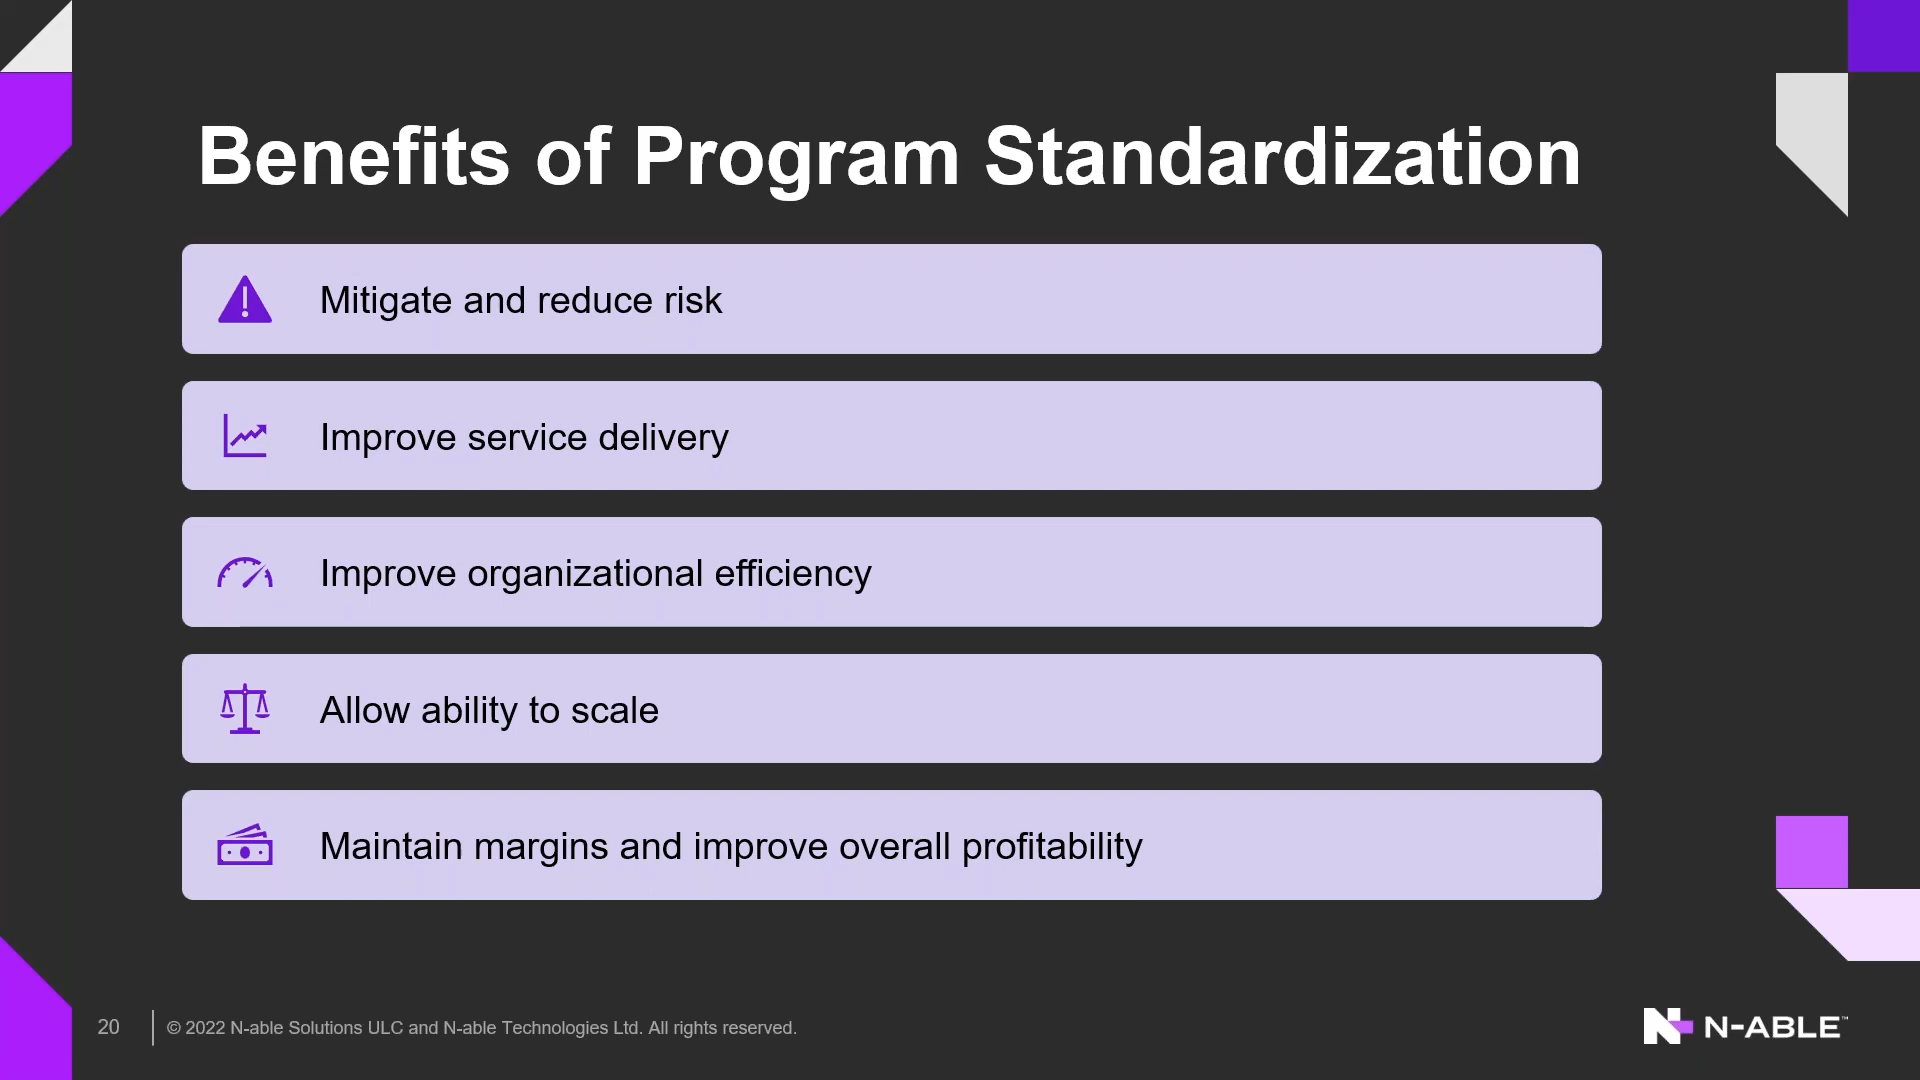 Benefits of Program Standardization
Mitigate and reduce risk
Improve service delivery
Improve organizational efficiency
Allow ability to scale
Maintain margins and improve overall profitability
20
© 2022 N-able Solutions ULC and N-able Technologies Ltd. All rights reserved.
N-ABLE™